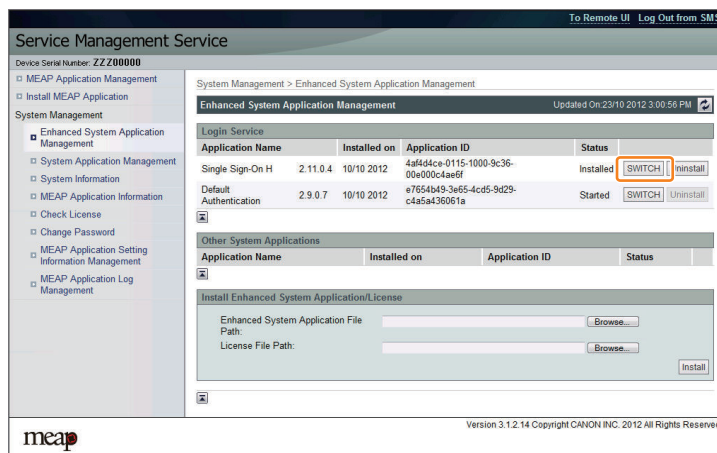 To Remote UI Log Out from SMS
Service Management Service
Device Serial Number: ZZZ00000
MEAP Application Management
Install MEAP Application
System Management
Enhanced System Application
Management
System Application Management
System Information
MEAP Application Information
Check License
Change Password
MEAP Application Setting
Information Management
MEAP Application Log
Management
System Management > Enhanced System Application Management
Enhanced System Application Management Updated On:23/10 2012 3:00:56 PM
Login Service
Application Name Installed on Application ID Status
Single Sign-On H 2.11.0.4 10/10 2012 4af4d4ce-0115-1000-9c36-
00e000c4ae6f Installed SWITCH Uninstall
Default
Authentication 2.9.0.7 10/10 2012 e7654b49-3e65-4cd5-9d29-
c4a5a436061a Started SWITCH Uninstall
Other System Applications
Application Name Installed on Application ID Status
Install Enhanced System Application/License
Enhanced System Application File
Path: Browse...
License File Path: Browse...
Install
Version 3.1.2.14 Copyright CANON INC. 2012 All Rights Reserved
meap